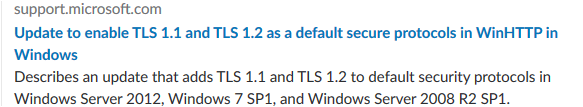 support.microsoft.com
Update to enable TLS 1.1 and TLS 1.2 as a default secure protocols in WinHTTP in
Windows
Describes an update that adds TLS 1.1 and TLS 1.2 to default security protocols in
Windows Server 2012, Windows 7 SP1, and Windows Server 2008 R2 SP1.